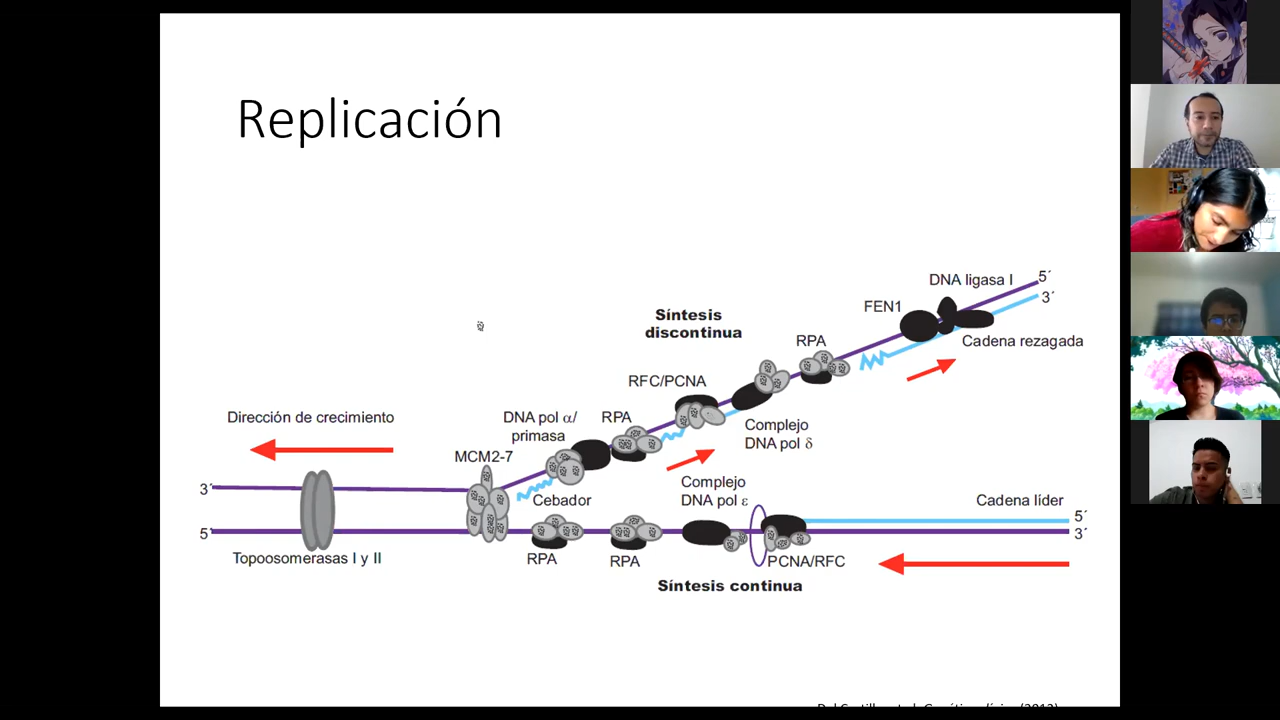 Replicación
DNA ligasa I
5´
3´
FEN1
Síntesis
discontinua
Cadena rezagada
RPA
RFC/PCNA
Dirección de crecimiento
DNA pol α/
primasa
RPA
Complejo
DNA pol δ
MCM2-7
Complejo
DNA pol ε
3´
Cebador
Cadena líder
5´
5´
3´
Topoosomerasas I y II
RPA
RPA
PCNA/RFC
Síntesis continua